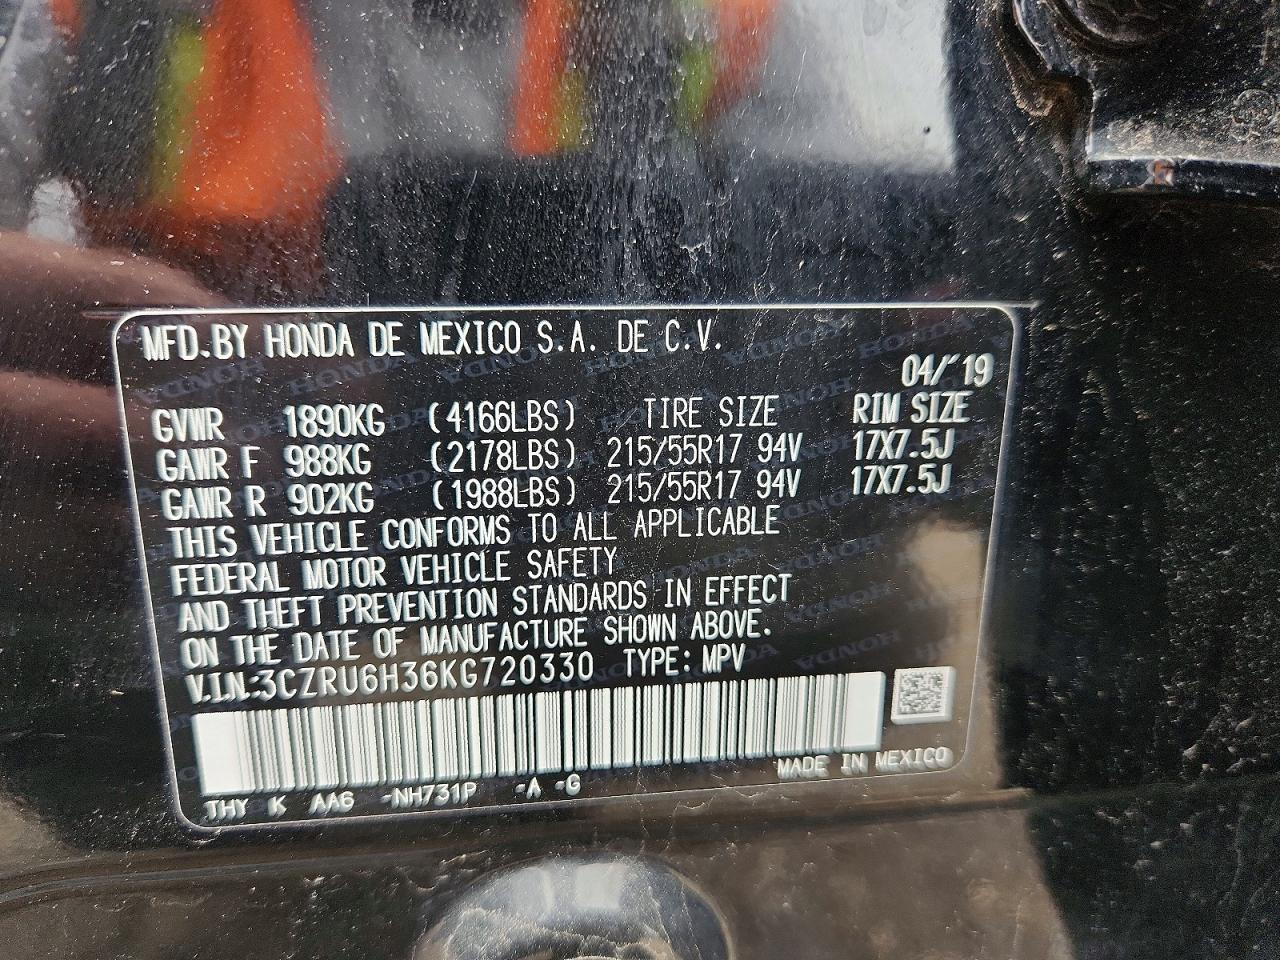 MFD.BY HONDA DE MEXICO S.A. DE C.V.
04/'19
GVWR 1890KG (4166LBS) TIRE SIZE RIM SIZE
GAWR F 988KG (2178LBS) 215/55R17 94V 17X7.5J
GAWR R 902KG (1988LBS) 215/55R17 94V 17X7.5J
THIS VEHICLE CONFORMS TO ALL APPLICABLE
FEDERAL MOTOR VEHICLE SAFETY
AND THEFT PREVENTION STANDARDS IN EFFECT
ON THE DATE OF MANUFACTURE SHOWN ABOVE.
V.I.N.:3CZRU6H36KG720330 TYPE: MPV
MADE IN MEXICO
THY K AA6 -NH731P -A -G